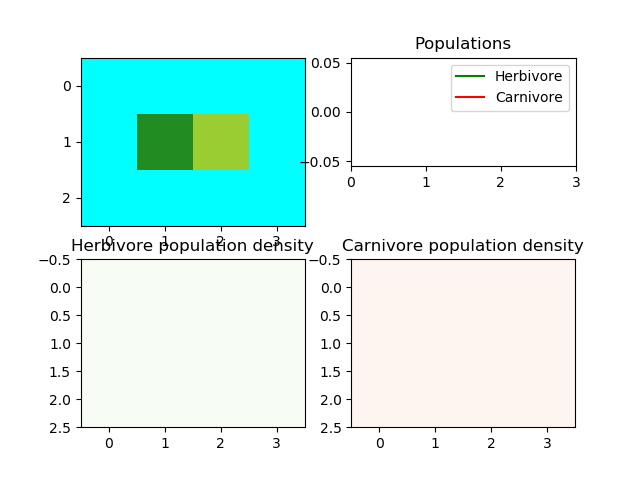 0
1
2
0 1 2 3
Populations
0.05
0.00
−0.05
0 1 2 3
Herbivore
Carnivore
Herbivore population density
−0.5
0.0
0.5
1.0
1.5
2.0
2.5
0 1 2 3
Carnivore population density
−0.5
0.0
0.5
1.0
1.5
2.0
2.5
0 1 2 3